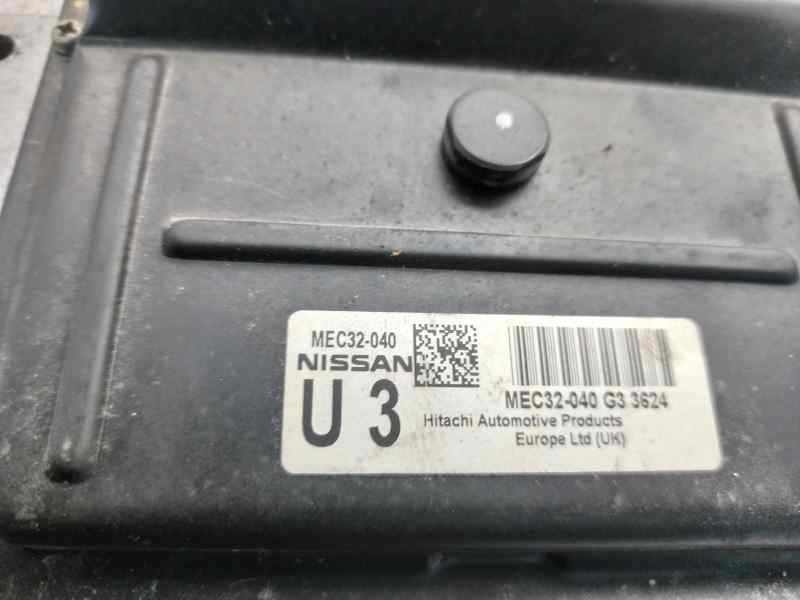 MEC32-040
NISSAN
U 3
MEC32-040 G3 3624
Hitachi Automotive Products
Europe Ltd (UK)